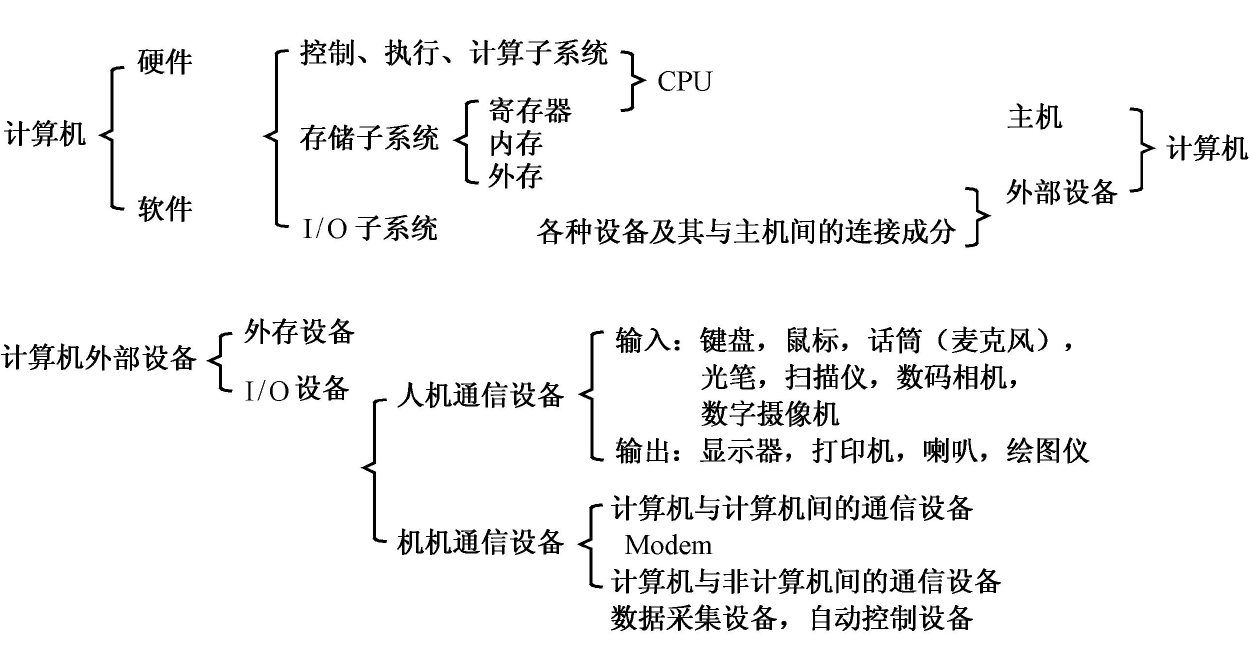 计算机
硬件
软件
控制、执行、计算子系统
存储子系统
寄存器
内存
外存
I/O 子系统
CPU
各种设备及其与主机间的连接成分
主机
外部设备
计算机
计算机外部设备
外存设备
I/O 设备
人机通信设备
输入：键盘，鼠标，话筒（麦克风），
光笔，扫描仪，数码相机，
数字摄像机
输出：显示器，打印机，喇叭，绘图仪
机机通信设备
计算机与计算机间的通信设备
Modem
计算机与非计算机间的通信设备
数据采集设备，自动控制设备